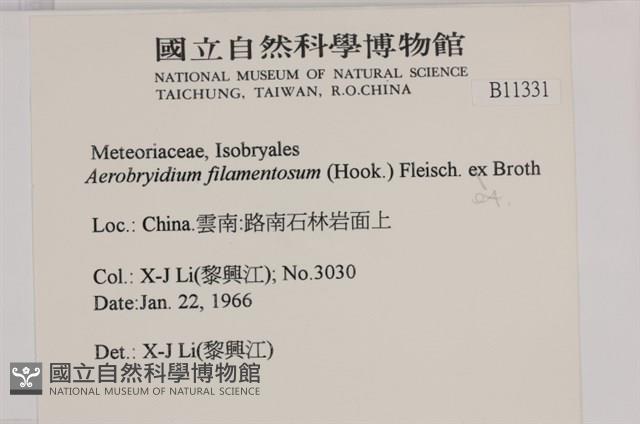 國立自然科學博物館
NATIONAL MUSEUM OF NATURAL SCIENCE
TAICHUNG, TAIWAN, R.O.CHINA
B11331
Meteoriaceae, Isobryales
Aerobryidium filamentosum (Hook.) Fleisch. ex Broth
Loc.: China.雲南:路南石林岩面上
Col.: X-J Li(黎興江); No.3030
Date:Jan. 22, 1966
Det.: X-J Li(黎興江)
國立自然科學博物館
NATIONAL MUSEUM OF NATURAL SCIENCE